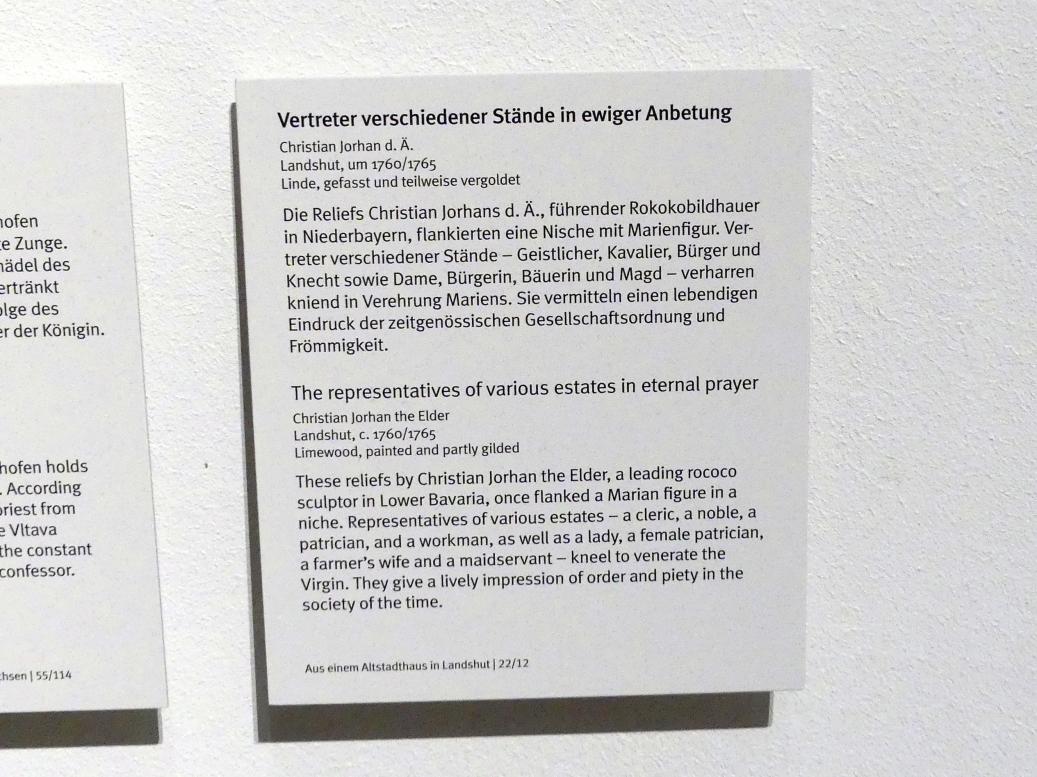 hofen
Zunge.
des
ertränkt
des
der Königin.
hofen holds
According
from
Vltava
the constant
confessor.
| 55/114
Vertreter verschiedener Stände in ewiger Anbetung
Christian Jorhan d. Ä.
Landshut, um 1760/1765
Linde, gefasst und teilweise vergoldet
Die Reliefs Christian Jorhans d. Ä., führender Rokokobildhauer
in Niederbayern, flankierten eine Nische mit Marienfigur. Ver-
treter verschiedener Stände – Geistlicher, Kavalier, Bürger und
Knecht sowie Dame, Bürgerin, Bäuerin und Magd – verharren
kniend in Verehrung Mariens. Sie vermitteln einen lebendigen
Eindruck der zeitgenössischen Gesellschaftsordnung und
Frömmigkeit.
The representatives of various estates in eternal prayer
Christian Jorhan the Elder
Landshut, c. 1760/1765
Limewood, painted and partly gilded
These reliefs by Christian Jorhan the Elder, a leading rococo
sculptor in Lower Bavaria, once flanked a Marian figure in a
niche. Representatives of various estates – a cleric, a noble, a
patrician, and a workman, as well as a lady, a female patrician,
a farmer's wife and a maidservant – kneel to venerate the
Virgin. They give a lively impression of order and piety in the
society of the time.
Aus einem Altstadthaus in Landshut | 22/12